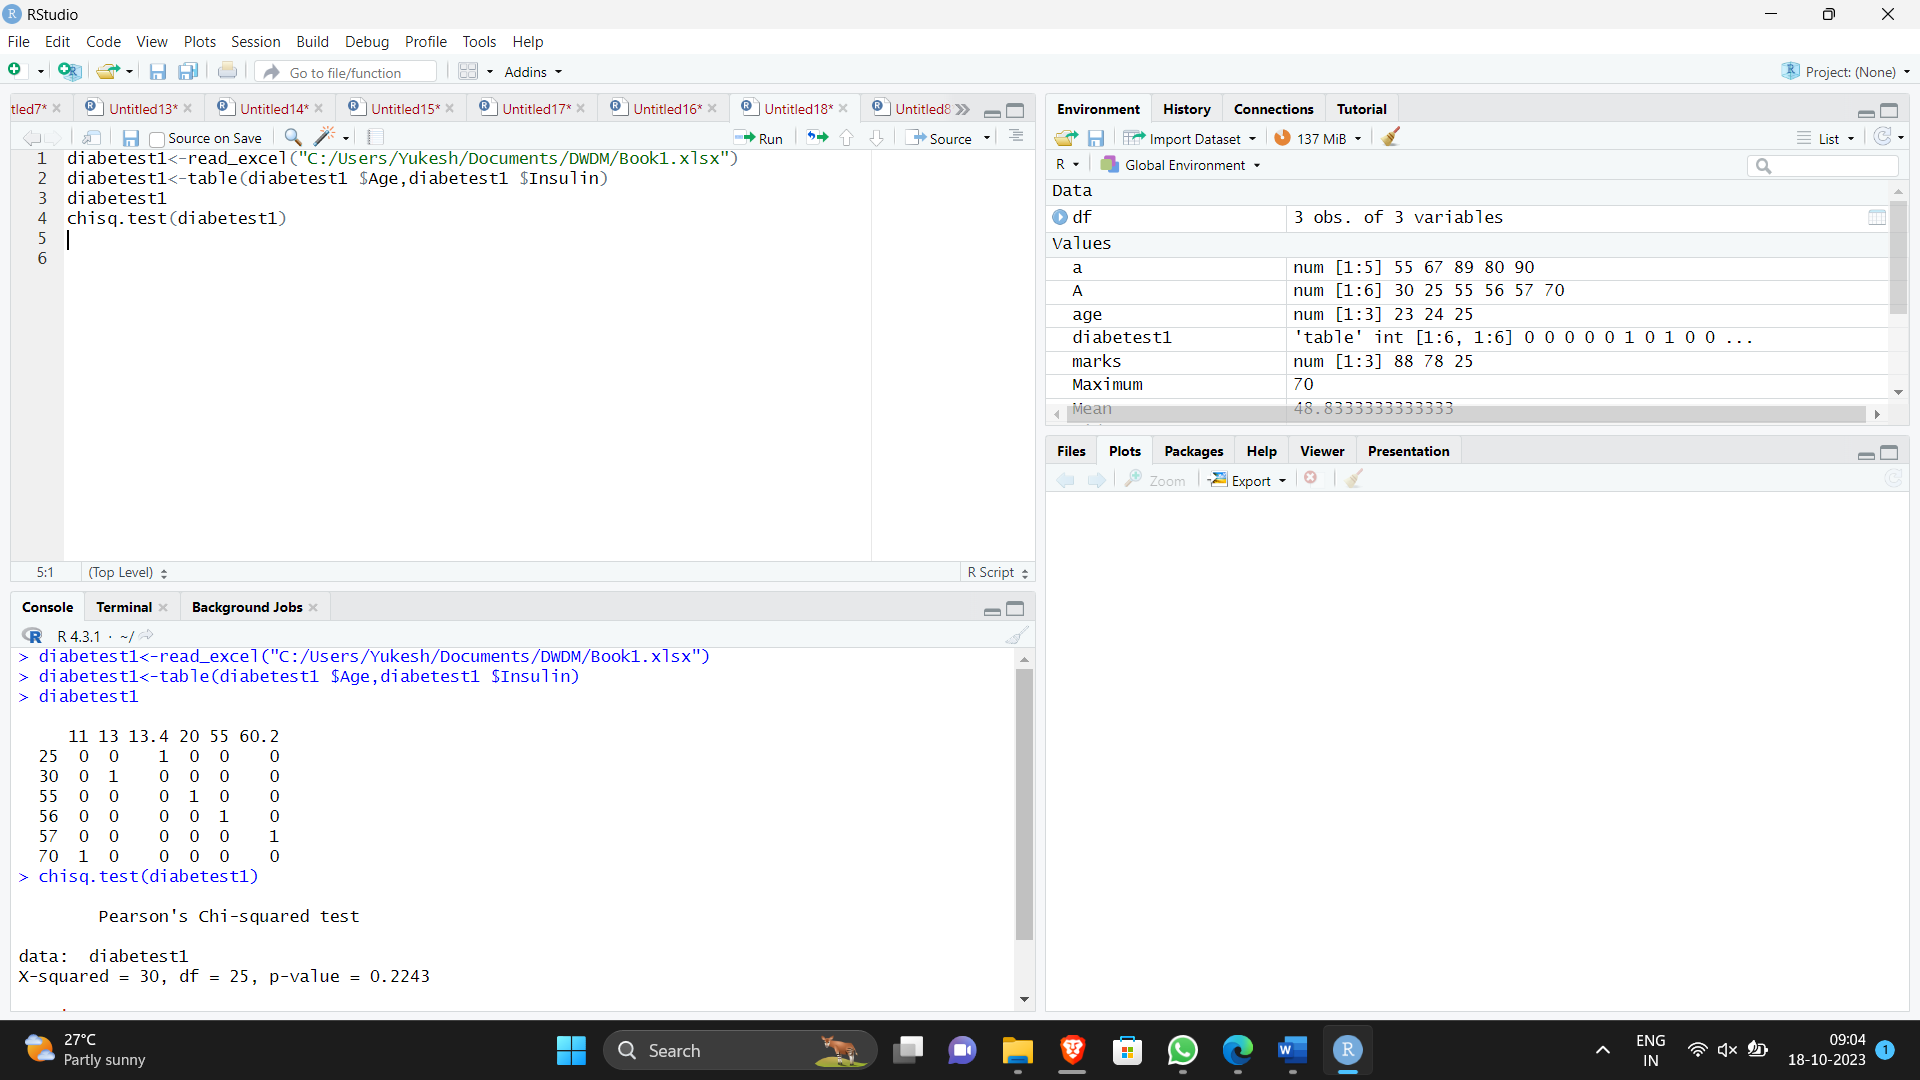 RStudio
File Edit Code View Plots Session Build Debug Profile Tools Help
Go to file/function Addins Project: (None)
tled7* Untitled13* Untitled14* Untitled15* Untitled17* Untitled16* Untitled18* Untitled8
Source on Save Run Source
1 diabetest1<-read_excel("C:/Users/Yukesh/Documents/DWDM/Book1.xlsx")
2 diabetest1<-table(diabetest1 $Age,diabetest1 $Insulin)
3 diabetest1
4 chisq.test(diabetest1)
5
6
5:1 (Top Level) R Script
Console Terminal Background Jobs
R 4.3.1 · ~/
> diabetest1<-read_excel("C:/Users/Yukesh/Documents/DWDM/Book1.xlsx")
> diabetest1<-table(diabetest1 $Age,diabetest1 $Insulin)
> diabetest1
11 13 13.4 20 55 60.2
25 0 0 1 0 0 0
30 0 1 0 0 0 0
55 0 0 0 1 0 0
56 0 0 0 0 1 0
57 0 0 0 0 0 1
70 1 0 0 0 0 0
> chisq.test(diabetest1)
Pearson's Chi-squared test
data: diabetest1
X-squared = 30, df = 25, p-value = 0.2243
Environment History Connections Tutorial
Import Dataset 137 MiB List
R Global Environment
Data
df 3 obs. of 3 variables
Values
a num [1:5] 55 67 89 80 90
A num [1:6] 30 25 55 56 57 70
age num [1:3] 23 24 25
diabetest1 'table' int [1:6, 1:6] 0 0 0 0 0 1 0 1 0 0 ...
marks num [1:3] 88 78 25
Maximum 70
Mean 48.8333333333333
Files Plots Packages Help Viewer Presentation
Zoom Export
27°C
Partly sunny
Search
ENG
IN
09:04
18-10-2023
1